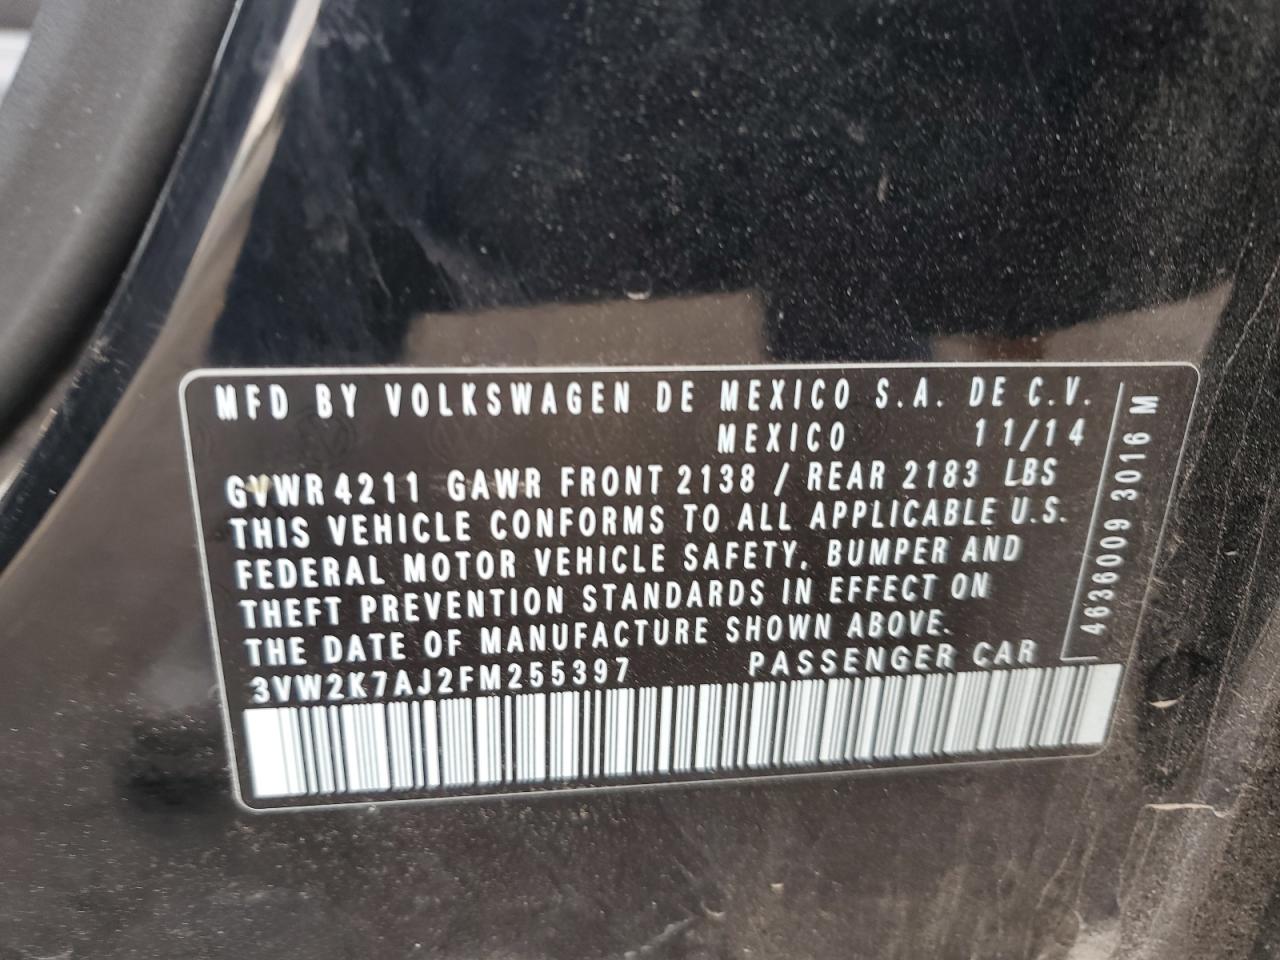 MFD BY VOLKSWAGEN DE MEXICO S.A. DE C.V.
MEXICO 11/14
GVWR 4211 GAWR FRONT 2138 / REAR 2183 LBS
THIS VEHICLE CONFORMS TO ALL APPLICABLE U.S.
FEDERAL MOTOR VEHICLE SAFETY, BUMPER AND
THEFT PREVENTION STANDARDS IN EFFECT ON
THE DATE OF MANUFACTURE SHOWN ABOVE.
3VW2K7AJ2FM255397 PASSENGER CAR
4636009 3016 M